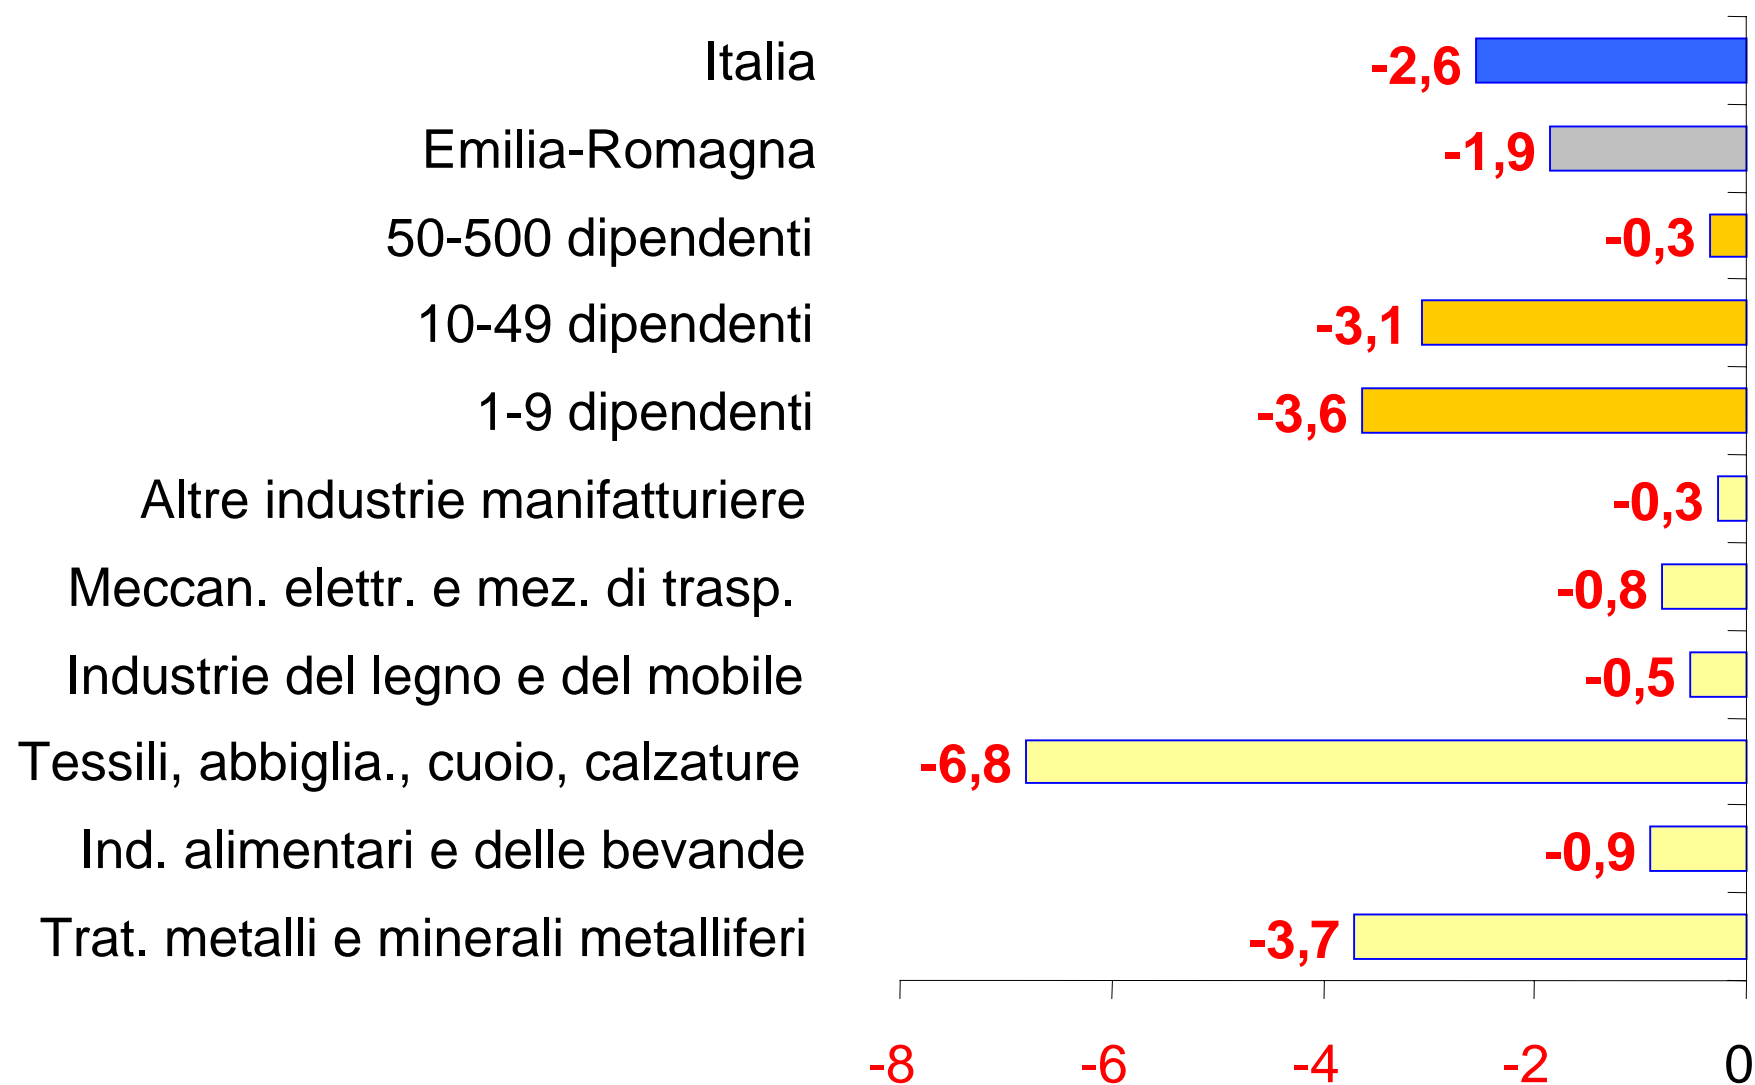 Italia -2,6
Emilia-Romagna -1,9
50-500 dipendenti -0,3
10-49 dipendenti -3,1
1-9 dipendenti -3,6
Altre industrie manifatturiere -0,3
Meccan. elettr. e mez. di trasp. -0,8
Industrie del legno e del mobile -0,5
Tessili, abbiglia., cuoio, calzature -6,8
Ind. alimentari e delle bevande -0,9
Trat. metalli e minerali metalliferi -3,7
-8 -6 -4 -2 0